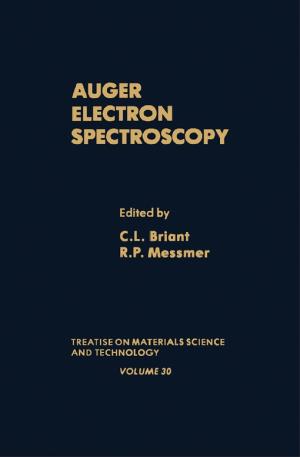 AUGER
ELECTRON
SPECTROSCOPY
Edited by
C.L. Briant
R.P. Messmer
TREATISE ON MATERIALS SCIENCE
AND TECHNOLOGY
VOLUME 30